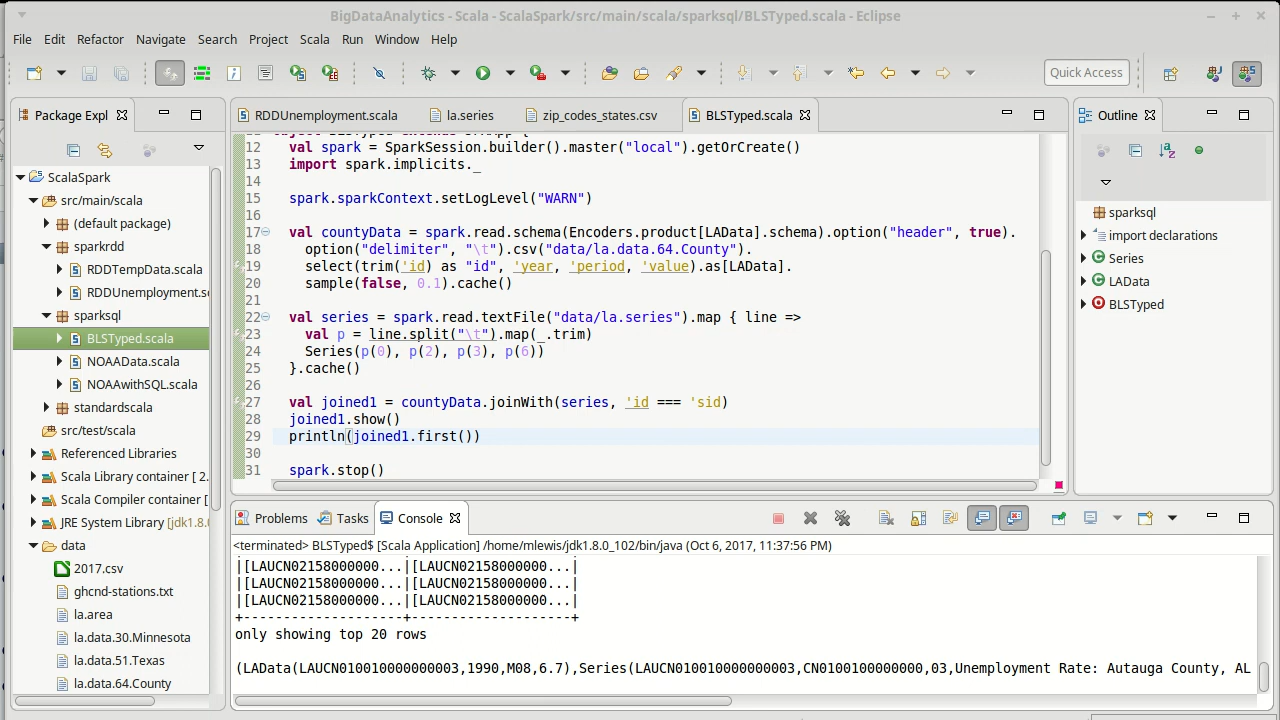 BigDataAnalytics - Scala - ScalaSpark/src/main/scala/sparksql/BLSTyped.scala - Eclipse
File Edit Refactor Navigate Search Project Scala Run Window Help
Quick Access
Package Expl
ScalaSpark
src/main/scala
(default package)
sparkrdd
RDDTempData.scala
RDDUnemployment.s
sparksql
BLSTyped.scala
NOAAData.scala
NOAAwithSQL.scala
standardscala
src/test/scala
Referenced Libraries
Scala Library container [ 2.
Scala Compiler container [
JRE System Library [jdk1.8.0
data
2017.csv
ghcnd-stations.txt
la.area
la.data.30.Minnesota
la.data.51.Texas
la.data.64.County
RDDUnemployment.scala la.series zip_codes_states.csv BLSTyped.scala
12 val spark = SparkSession.builder().master("local").getOrCreate()
13 import spark.implicits._
14
15 spark.sparkContext.setLogLevel("WARN")
16
17 val countyData = spark.read.schema(Encoders.product[LAData].schema).option("header", true).
18 option("delimiter", "\t").csv("data/la.data.64.County").
19 select(trim('id) as "id", 'year, 'period, 'value).as[LAData].
20 sample(false, 0.1).cache()
21
22 val series = spark.read.textFile("data/la.series").map { line =>
23 val p = line.split("\t").map(_.trim)
24 Series(p(0), p(2), p(3), p(6))
25 }.cache()
26
27 val joined1 = countyData.joinWith(series, 'id === 'sid)
28 joined1.show()
29 println(joined1.first())
30
31 spark.stop()
Outline
sparksql
import declarations
Series
LAData
BLSTyped
Problems Tasks Console
<terminated> BLSTyped$ [Scala Application] /home/mlewis/jdk1.8.0_102/bin/java (Oct 6, 2017, 11:37:56 PM)
|[LAUCN02158000000...|[LAUCN02158000000...|
|[LAUCN02158000000...|[LAUCN02158000000...|
|[LAUCN02158000000...|[LAUCN02158000000...|
+--------------------+--------------------+
only showing top 20 rows
(LAData(LAUCN010010000000003,1990,M08,6.7),Series(LAUCN010010000000003,CN0100100000000,03,Unemployment Rate: Autauga County, AL